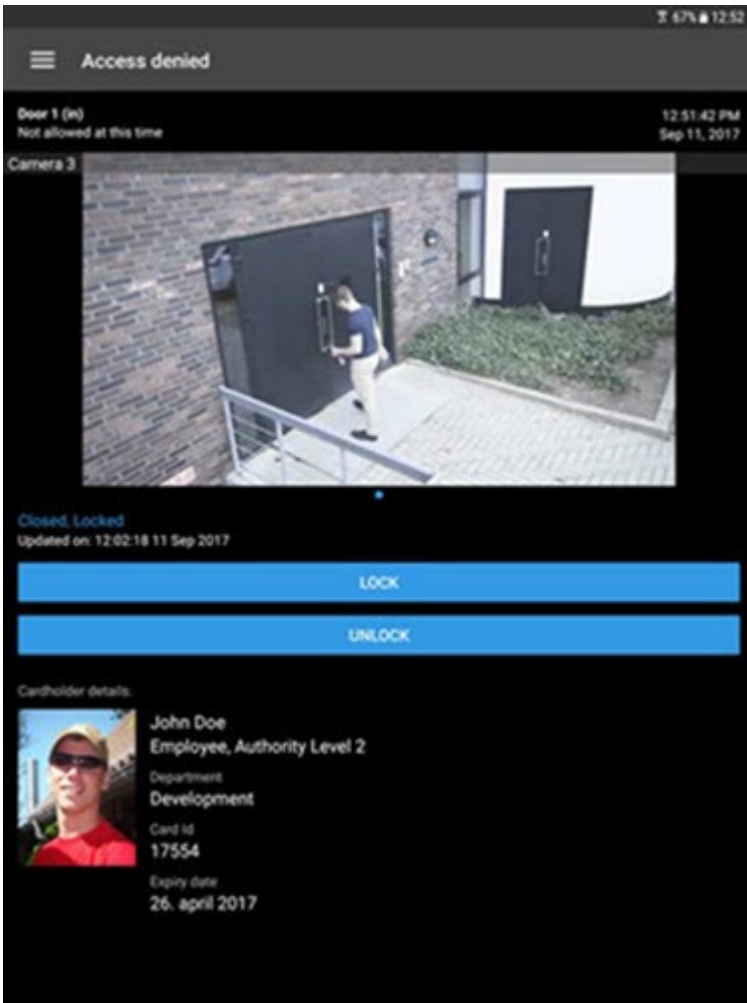 67% 12:52
Access denied
Door 1 (in)
Not allowed at this time
12:51:42 PM
Sep 11, 2017
Camera 3
Closed, Locked
Updated on: 12:02:18 11 Sep 2017
LOCK
UNLOCK
Cardholder details:
John Doe
Employee, Authority Level 2
Department
Development
Card Id
17554
Expiry date
26. april 2017